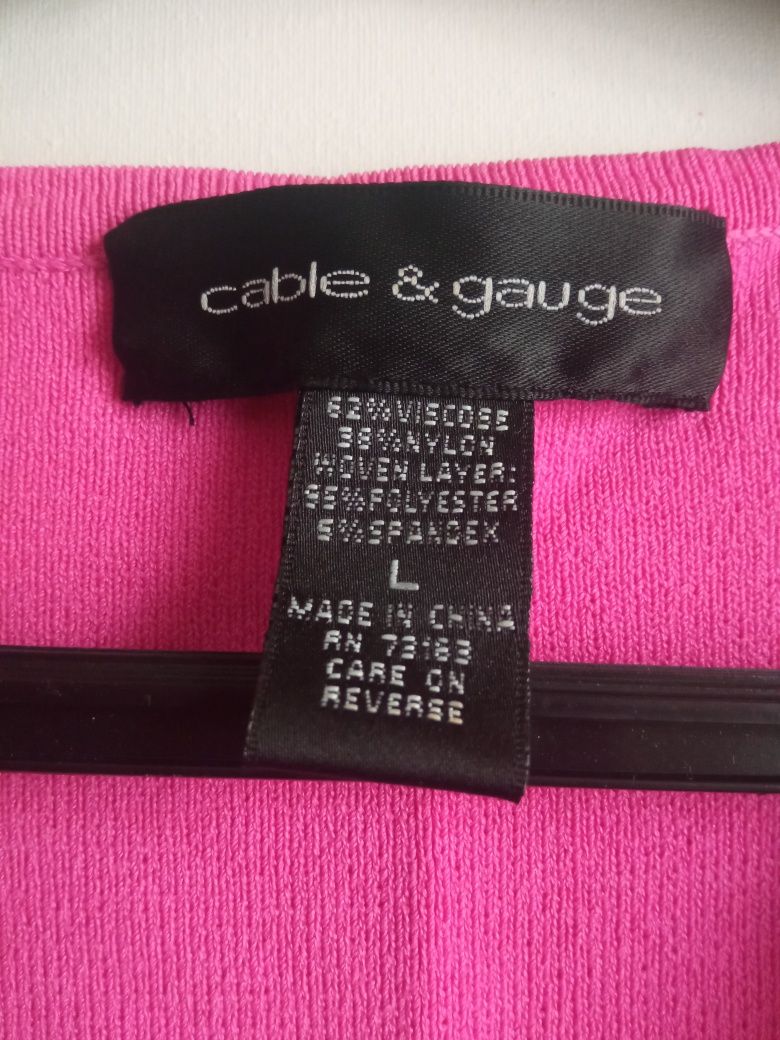 cable & gauge
62% VISCOSE
38% NYLON
WOVEN LAYER:
95% POLYESTER
5% SPANDEX
L
MADE IN CHINA
RN 73163
CARE ON
REVERSE